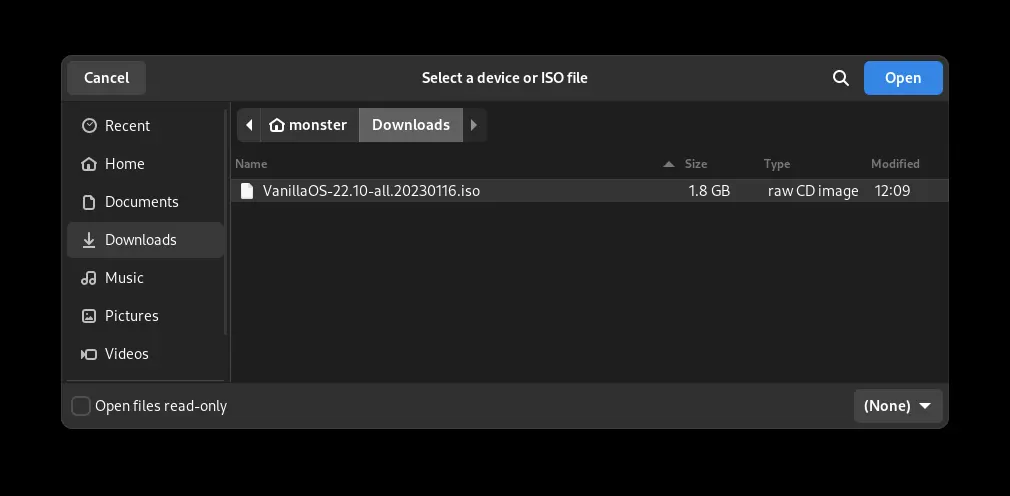 Cancel
Select a device or ISO file
Open
Recent
Home
Documents
Downloads
Music
Pictures
Videos
monster
Downloads
Name
Size
Type
Modified
VanillaOS-22.10-all.20230116.iso
1.8 GB
raw CD image
12:09
Open files read-only
(None)